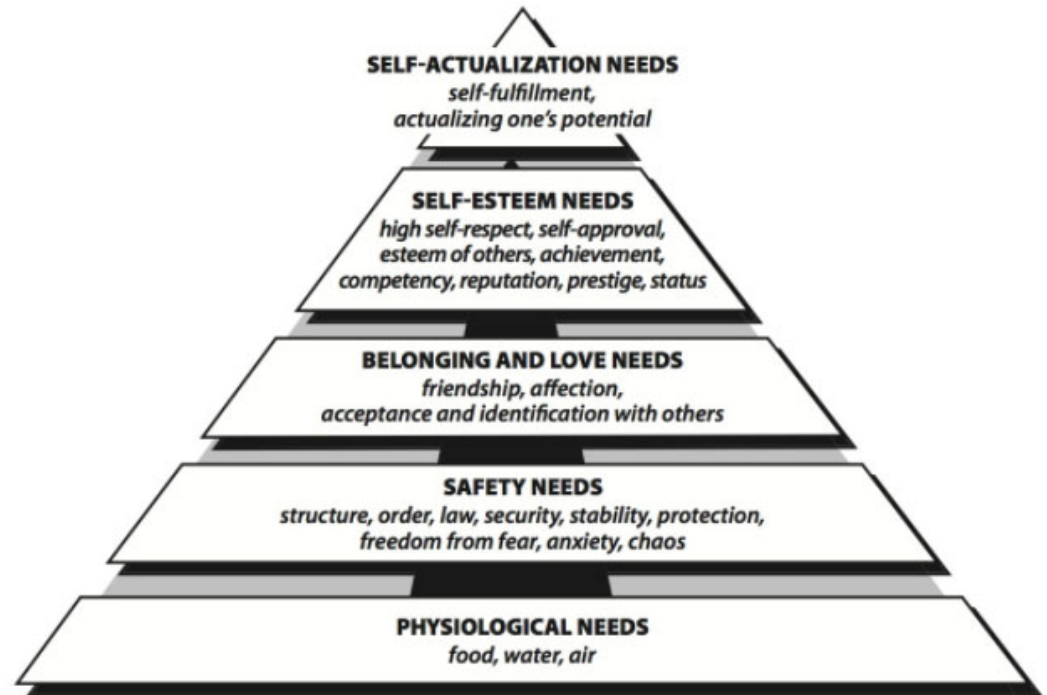 SELF-ACTUALIZATION NEEDS
self-fulfillment,
actualizing one's potential
SELF-ESTEEM NEEDS
high self-respect, self-approval,
esteem of others, achievement,
competency, reputation, prestige, status
BELONGING AND LOVE NEEDS
friendship, affection,
acceptance and identification with others
SAFETY NEEDS
structure, order, law, security, stability, protection,
freedom from fear, anxiety, chaos
PHYSIOLOGICAL NEEDS
food, water, air